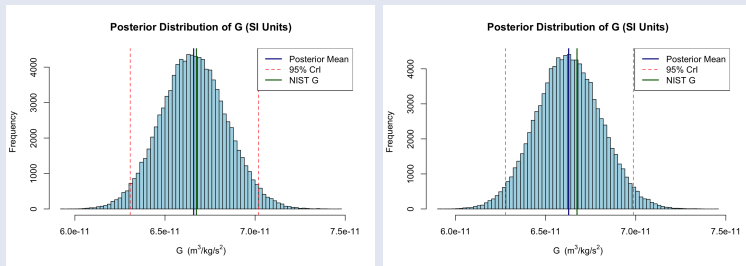 Posterior Distribution of G (SI Units)
Posterior Mean
95% CrI
NIST G
Frequency
4000
3000
2000
1000
0
6.0e-11 6.5e-11 7.0e-11 7.5e-11
G (m³/kg/s²)
Posterior Distribution of G (SI Units)
Posterior Mean
95% CrI
NIST G
Frequency
4000
3000
2000
1000
0
6.0e-11 6.5e-11 7.0e-11 7.5e-11
G (m³/kg/s²)